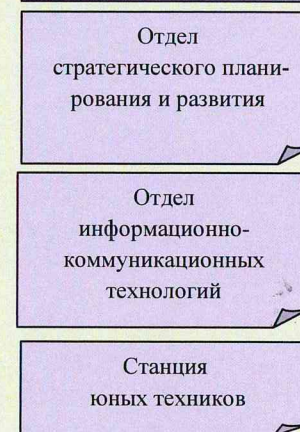 Отдел
стратегического плани-
рования и развития
Отдел
информационно-
коммуникационных
технологий
Станция
юных техников